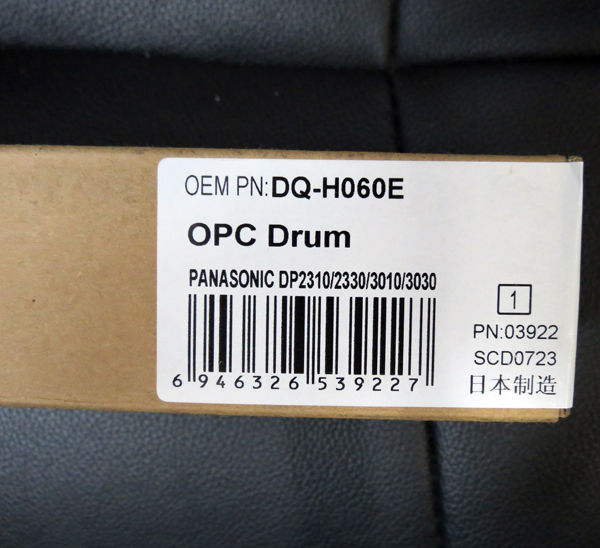 OEM PN:DQ-H060E
OPC Drum
PANASONIC DP2310/2330/3010/3030
6 946326 539227
1
PN:03922
SCD0723
日本制造